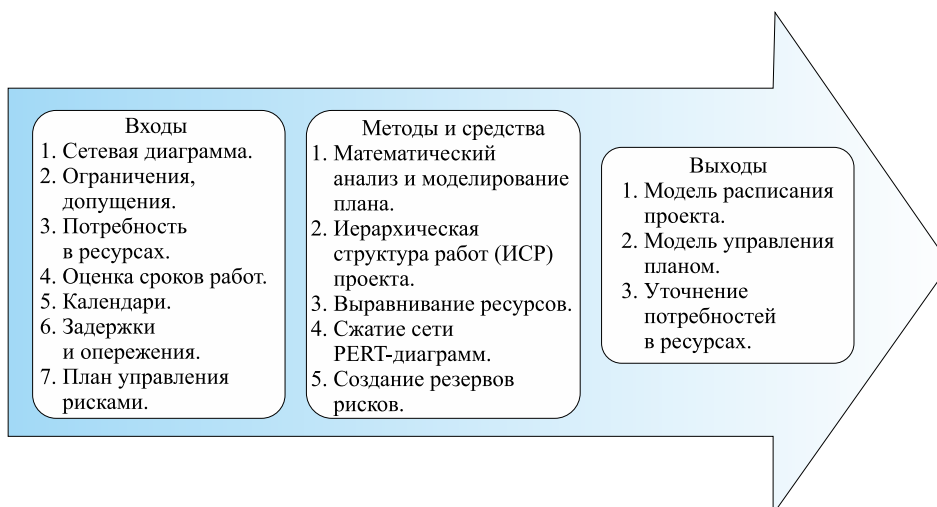 Входы
1. Сетевая диаграмма.
2. Ограничения,
допущения.
3. Потребность
в ресурсах.
4. Оценка сроков работ.
5. Календари.
6. Задержки
и опережения.
7. План управления
рисками.
Методы и средства
1. Математический
анализ и моделирование
плана.
2. Иерархическая
структура работ (ИСР)
проекта.
3. Выравнивание ресурсов.
4. Сжатие сети
PERT-диаграмм.
5. Создание резервов
рисков.
Выходы
1. Модель расписания
проекта.
2. Модель управления
планом.
3. Уточнение
потребностей
в ресурсах.